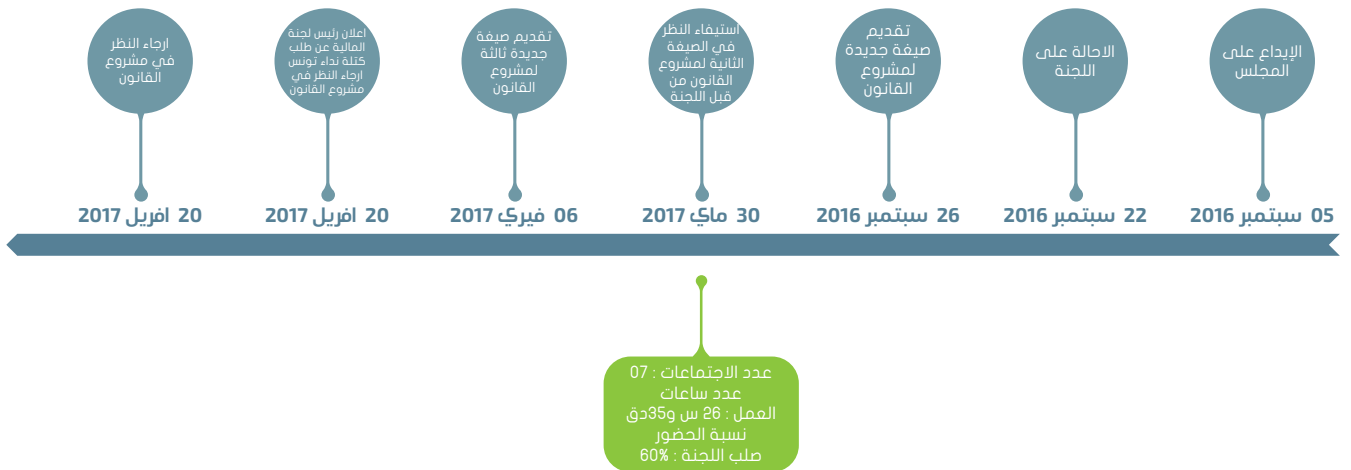 الإيداع على
المجلس
05 سبتمبر 2016
الاحالة على
اللجنة
22 سبتمبر 2016
تقديم
صيغة جديدة
لمشروع
القانون
26 سبتمبر 2016
استيفاء النظر
في الصيغة
الثانية لمشروع
القانون من
قبل اللجنة
30 ماي 2017
تقديم صيغة
جديدة ثالثة
لمشروع
القانون
06 فيري 2017
اعلان رئيس لجنة
المالية عن طلب
كتلة نداء تونس
ارجاء النظر في
مشروع القانون
20 افريل 2017
ارجاء النظر
في مشروع
القانون
20 افريل 2017
عدد الاجتماعات : 07
عدد ساعات
العمل : 26 س و35دق
نسبة الحضور
صلب اللجنة : 60%